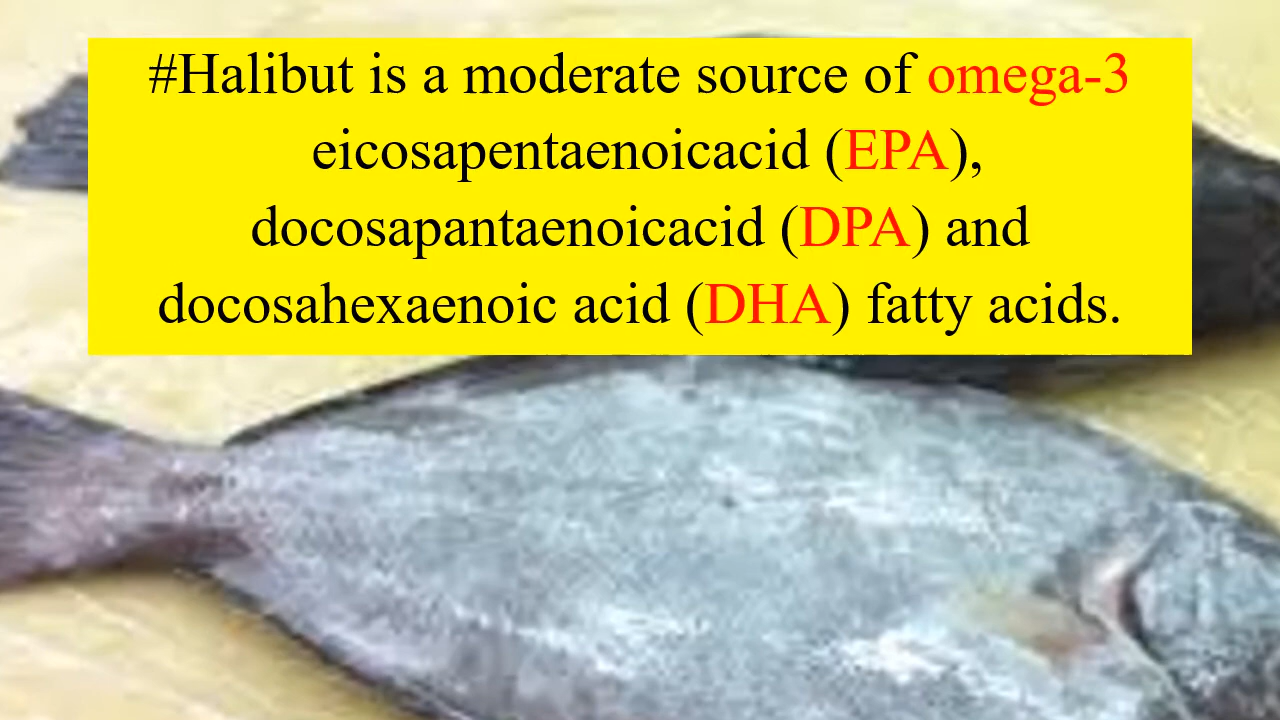 #Halibut is a moderate source of omega-3
eicosapentaenoicacid (EPA),
docosapantaenoicacid (DPA) and
docosahexaenoic acid (DHA) fatty acids.